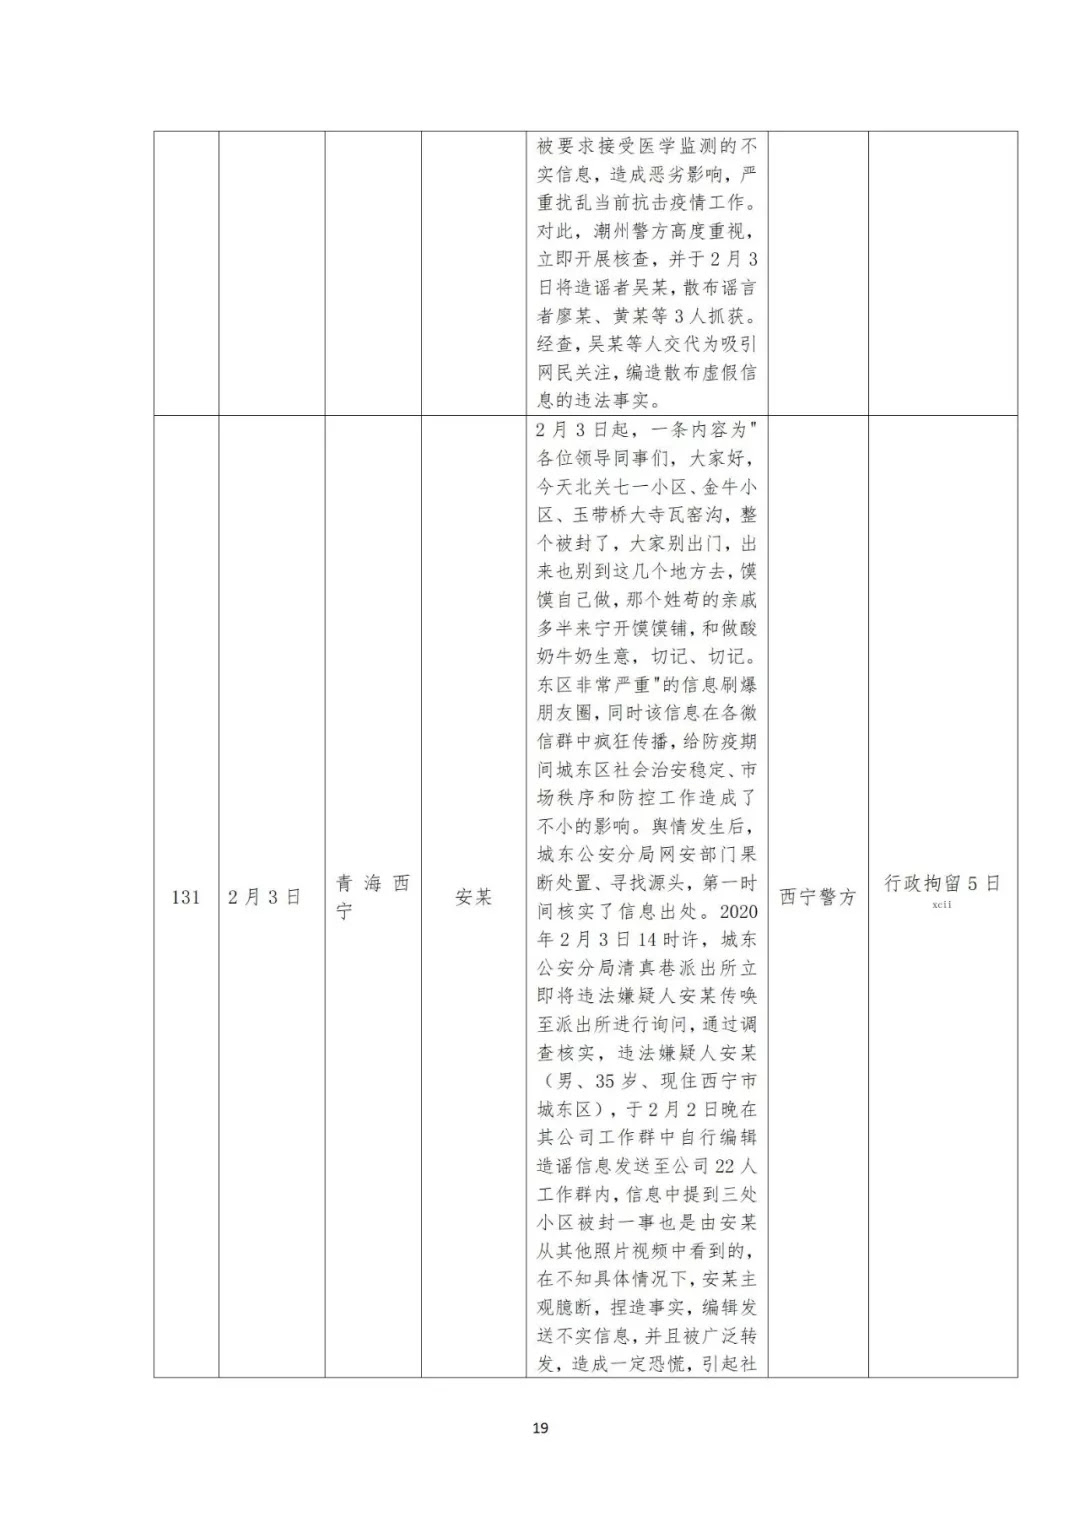 被要求接受医学监测的不
实信息，造成恶劣影响，严
重扰乱当前抗击疫情工作。
对此，潮州警方高度重视，
立即开展核查，并于 2 月 3
日将造谣者吴某，散布谣言
者廖某、黄某等 3 人抓获。
经查，吴某等人交代为吸引
网民关注，编造散布虚假信
息的违法事实。
131
2 月 3 日
青海西
宁
安某
2 月 3 日起，一条内容为"
各位领导同事们，大家好，
今天北关七一小区、金牛小
区、玉带桥大寺瓦窑沟，整
个被封了，大家别出门，出
来也别到这几个地方去，馍
馍自己做，那个姓苟的亲戚
多半来宁开馍馍铺，和做酸
奶牛奶生意，切记、切记。
东区非常严重"的信息刷爆
朋友圈，同时该信息在各微
信群中疯狂传播，给防疫期
间城东区社会治安稳定、市
场秩序和防控工作造成了
不小的影响。舆情发生后，
城东公安分局网安部门果
断处置、寻找源头，第一时
间核实了信息出处。2020
年 2 月 3 日 14 时许，城东
公安分局清真巷派出所立
即将违法嫌疑人安某传唤
至派出所进行询问，通过调
查核实，违法嫌疑人安某
（男、35 岁、现住西宁市
城东区），于 2 月 2 日晚在
其公司工作群中自行编辑
造谣信息发送至公司 22 人
工作群内，信息中提到三处
小区被封一事也是由安某
从其他照片视频中看到的，
在不知具体情况下，安某主
观臆断，捏造事实，编辑发
送不实信息，并且被广泛转
发，造成一定恐慌，引起社
西宁警方
行政拘留 5 日
xcii
19